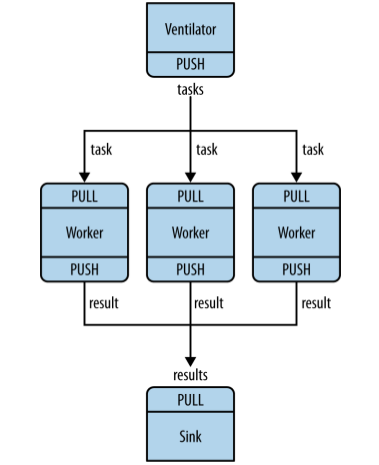 Ventilator
PUSH
tasks
task task task
PULL PULL PULL
Worker Worker Worker
PUSH PUSH PUSH
result result result
results
PULL
Sink